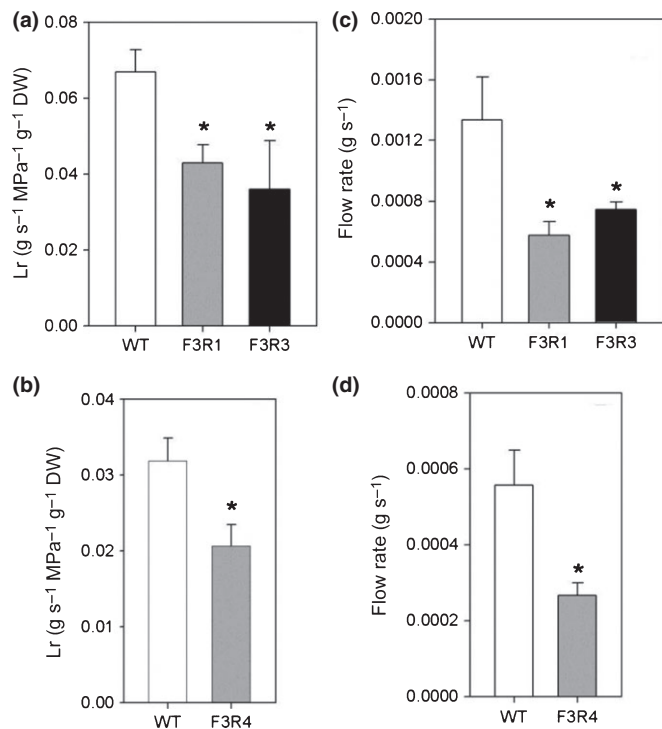 (a)
Lr (g s⁻¹ MPa⁻¹ g⁻¹ DW)
0.08
0.06
0.04
0.02
0.00
* *
WT F3R1 F3R3
(c)
Flow rate (g s⁻¹)
0.0020
0.0016
0.0012
0.0008
0.0004
0.0000
* *
WT F3R1 F3R3
(b)
Lr (g s⁻¹ MPa⁻¹ g⁻¹ DW)
0.04
0.03
0.02
0.01
0.00
*
WT F3R4
(d)
Flow rate (g s⁻¹)
0.0008
0.0006
0.0004
0.0002
0.0000
*
WT F3R4